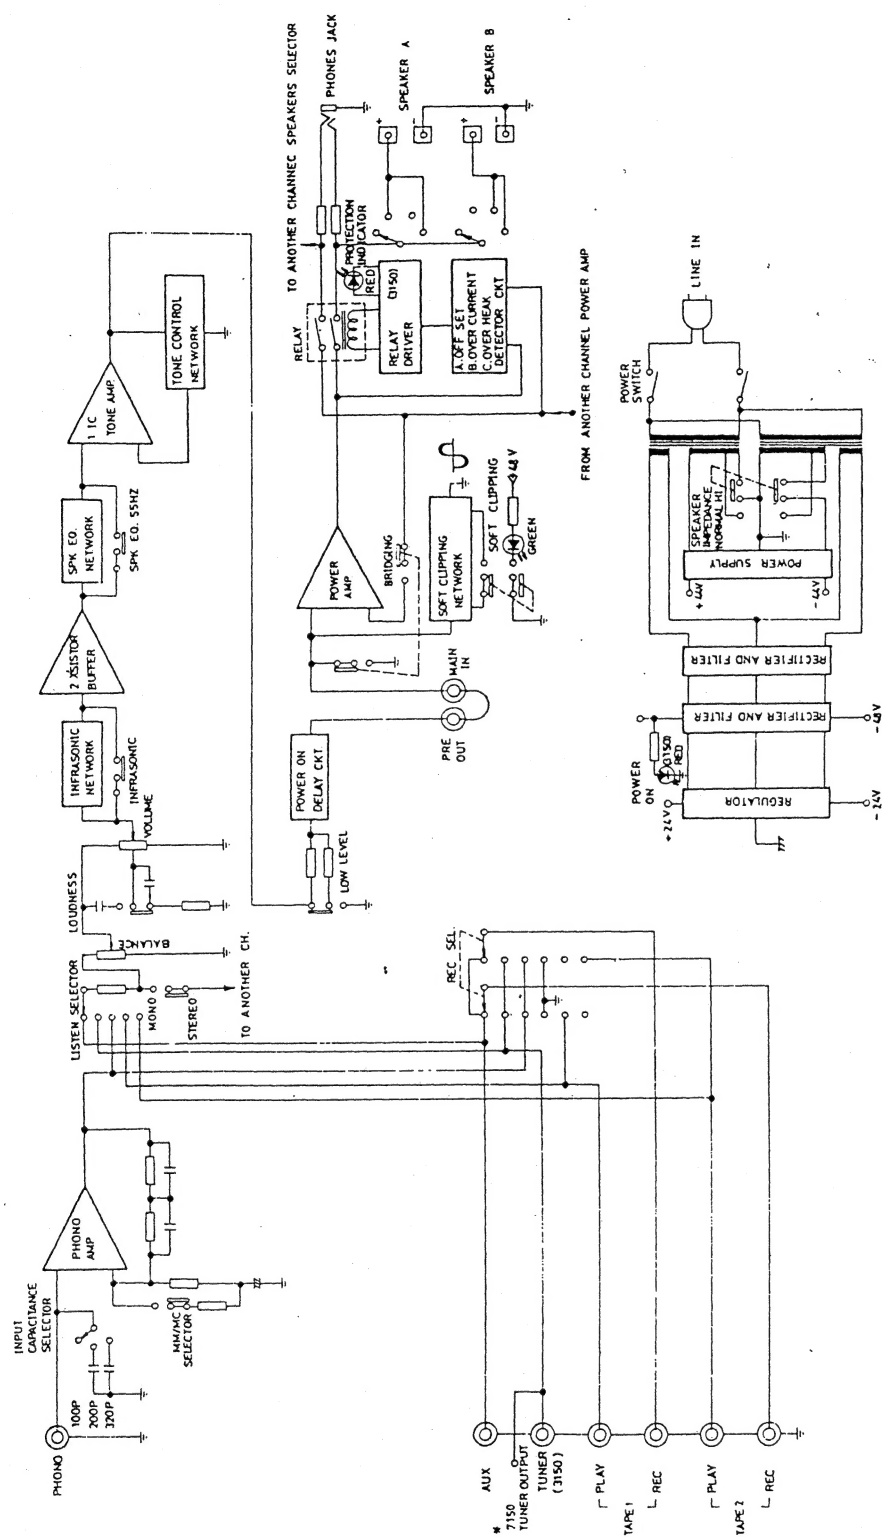 PHONO
INPUT
CAPACITANCE
SELECTOR
100P
200P
320P
PHONO
AMP
MM/MC
SELECTOR
LISTEN SELECTOR
MONO
STEREO
TO ANOTHER CH.
BALANCE
LOUDNESS
VOLUME
INFRASONIC
NETWORK
INFRASONIC
2 XSISTOR
BUFFER
SPK EQ.
NETWORK
SPK EQ. 55HZ
1 IC
TONE AMP.
TONE CONTROL
NETWORK
LOW LEVEL
POWER ON
DELAY CKT
PRE
OUT
MAIN
IN
POWER
AMP
BRIDGING
SOFT CLIPPING
NETWORK
SOFT CLIPPING
GREEN
+48V
RELAY
PROTECTION
INDICATOR
RED
(3150)
RELAY
DRIVER
A.OFF SET
B.OVER CURRENT
C.OVER HEAK
DETECTOR CKT
TO ANOTHER CHANNEC SPEAKERS SELECTOR
PHONES JACK
+
-
SPEAKER A
+
-
SPEAKER B
FROM ANOTHER CHANNEL POWER AMP
REC SEL.
AUX
*
7150
TUNER OUTPUT
TUNER
(3150)
PLAY
REC
TAPE 1
PLAY
REC
TAPE 2
LINE IN
POWER
SWITCH
SPEAKER
IMPEDANCE
NORMAL HI
POWER SUPPLY
+44V
-44V
RECTIFIER AND FILTER
RECTIFIER AND FILTER
-48V
POWER
ON
(3150)
RED
REGULATOR
+24V
-24V